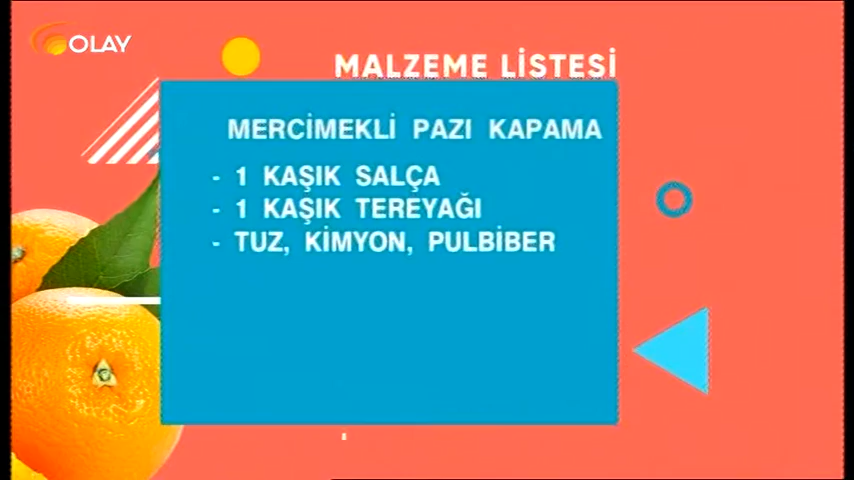 OLAY
MALZEME LİSTESİ
MERCİMEKLİ PAZI KAPAMA
- 1 KAŞIK SALÇA
- 1 KAŞIK TEREYAĞI
- TUZ, KİMYON, PULBİBER